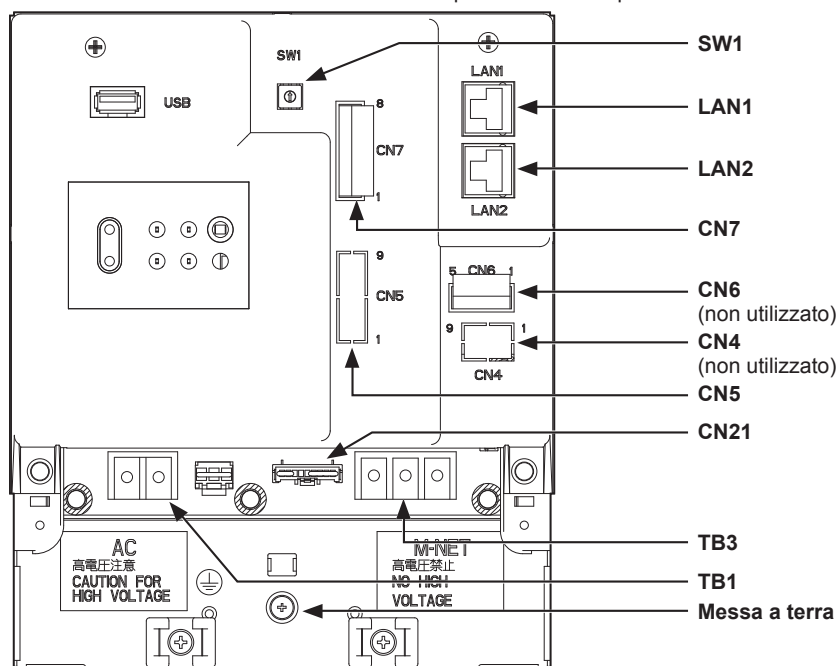 SW1
SW1
USB
LAN1
LAN1
8
CN7
1
LAN2
LAN2
CN7
9
CN5
1
5 CN6 1
CN6
(non utilizzato)
9 1
CN4
CN4
(non utilizzato)
CN5
CN21
TB3
AC
高電圧注意
CAUTION FOR
HIGH VOLTAGE
M-NET
高電圧禁止
NO HIGH
VOLTAGE
TB1
Messa a terra